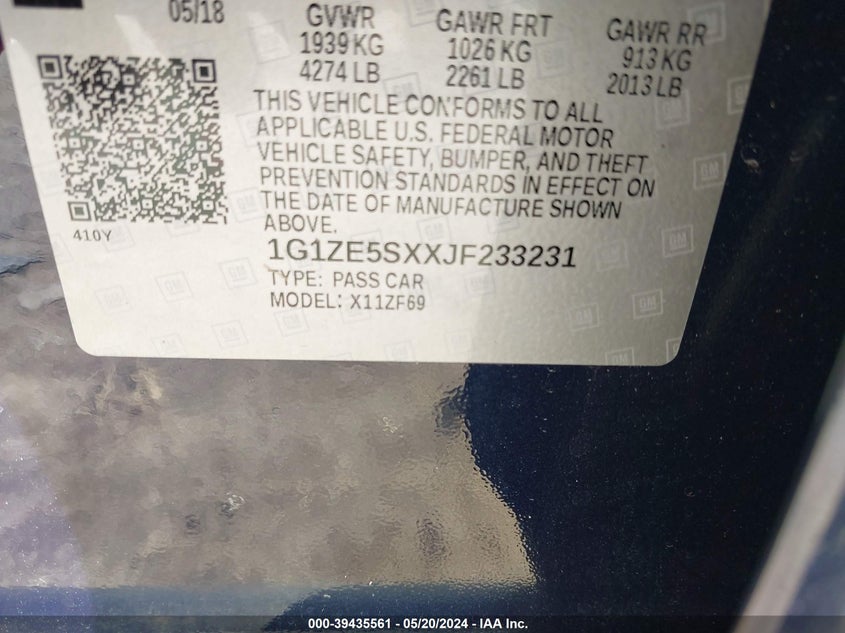 05/18 GVWR GAWR FRT GAWR RR
1939 KG 1026 KG 913 KG
4274 LB 2261 LB 2013 LB
THIS VEHICLE CONFORMS TO ALL
APPLICABLE U.S. FEDERAL MOTOR
VEHICLE SAFETY, BUMPER, AND THEFT
PREVENTION STANDARDS IN EFFECT ON
THE DATE OF MANUFACTURE SHOWN
ABOVE.
410Y
1G1ZE5SXXJF233231
TYPE: PASS CAR
MODEL: X11ZF69
000-39435561 / 05/20/2024 - IAA Inc.